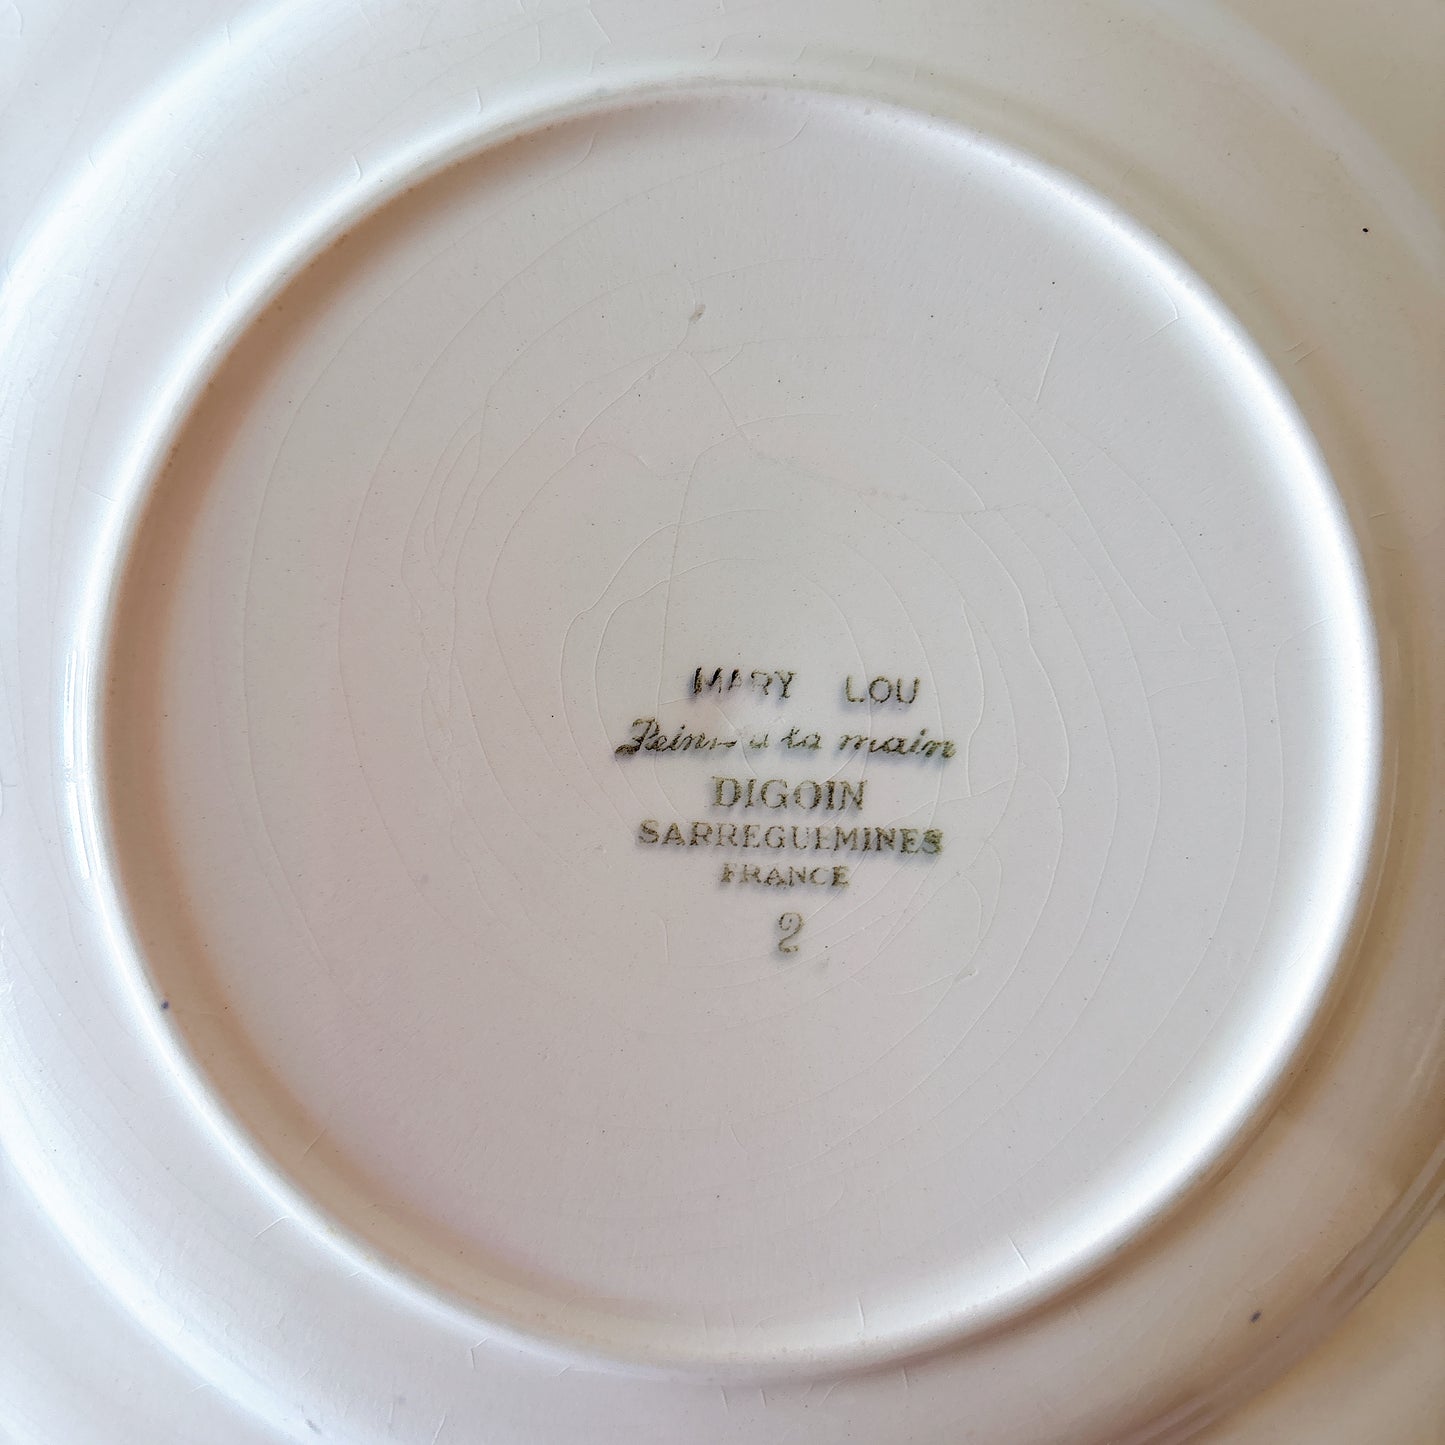 MARY LOU
Peint à la main
DIGOIN
SARREGUEMINES
FRANCE
2